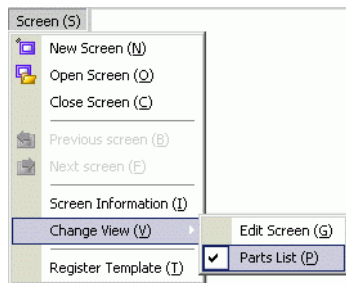 Screen (S)
New Screen (N)
Open Screen (O)
Close Screen (C)
Previous screen (B)
Next screen (F)
Screen Information (I)
Change View (V)
Edit Screen (G)
Parts List (P)
Register Template (T)